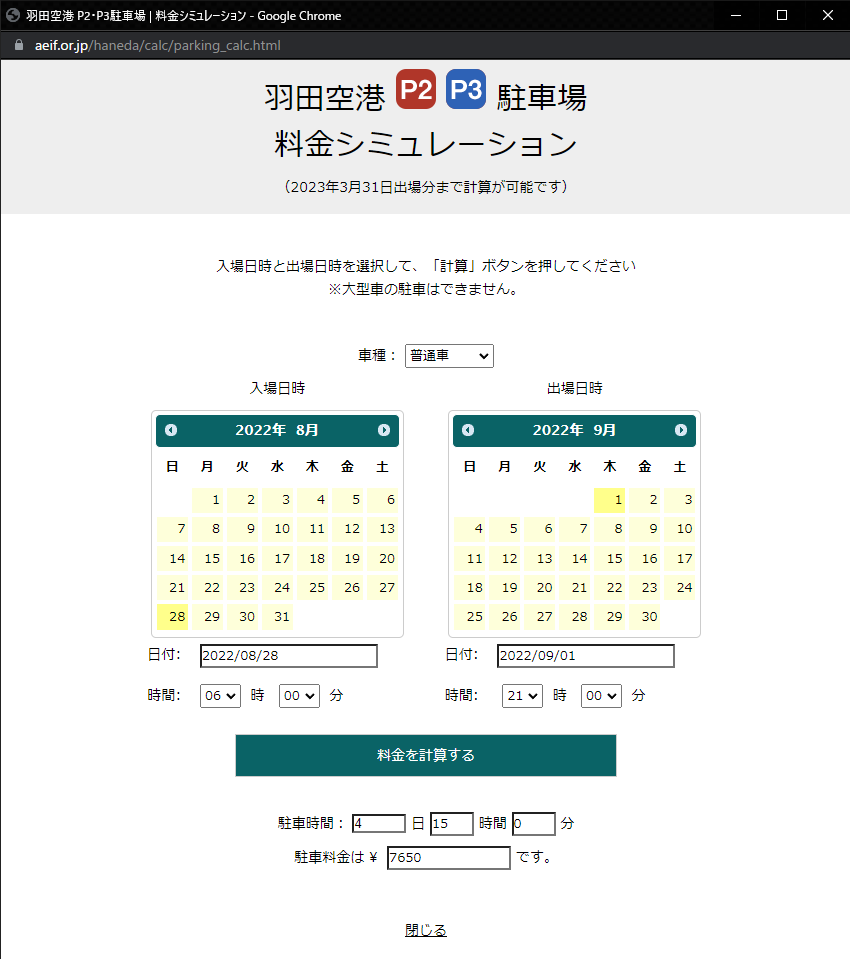 羽田空港 P2・P3駐車場 | 料金シミュレーション - Google Chrome
aeif.or.jp/haneda/calc/parking_calc.html
羽田空港 P2 P3 駐車場
料金シミュレーション
（2023年3月31日出場分まで計算が可能です）
入場日時と出場日時を選択して、「計算」ボタンを押してください
※大型車の駐車はできません。
車種： 普通車
入場日時
2022年 8月
日 月 火 水 木 金 土
1 2 3 4 5 6
7 8 9 10 11 12 13
14 15 16 17 18 19 20
21 22 23 24 25 26 27
28 29 30 31
日付: 2022/08/28
時間: 06 時 00 分
出場日時
2022年 9月
日 月 火 水 木 金 土
1 2 3
4 5 6 7 8 9 10
11 12 13 14 15 16 17
18 19 20 21 22 23 24
25 26 27 28 29 30
日付: 2022/09/01
時間: 21 時 00 分
料金を計算する
駐車時間： 4 日 15 時間 0 分
駐車料金は ¥ 7650 です。
閉じる